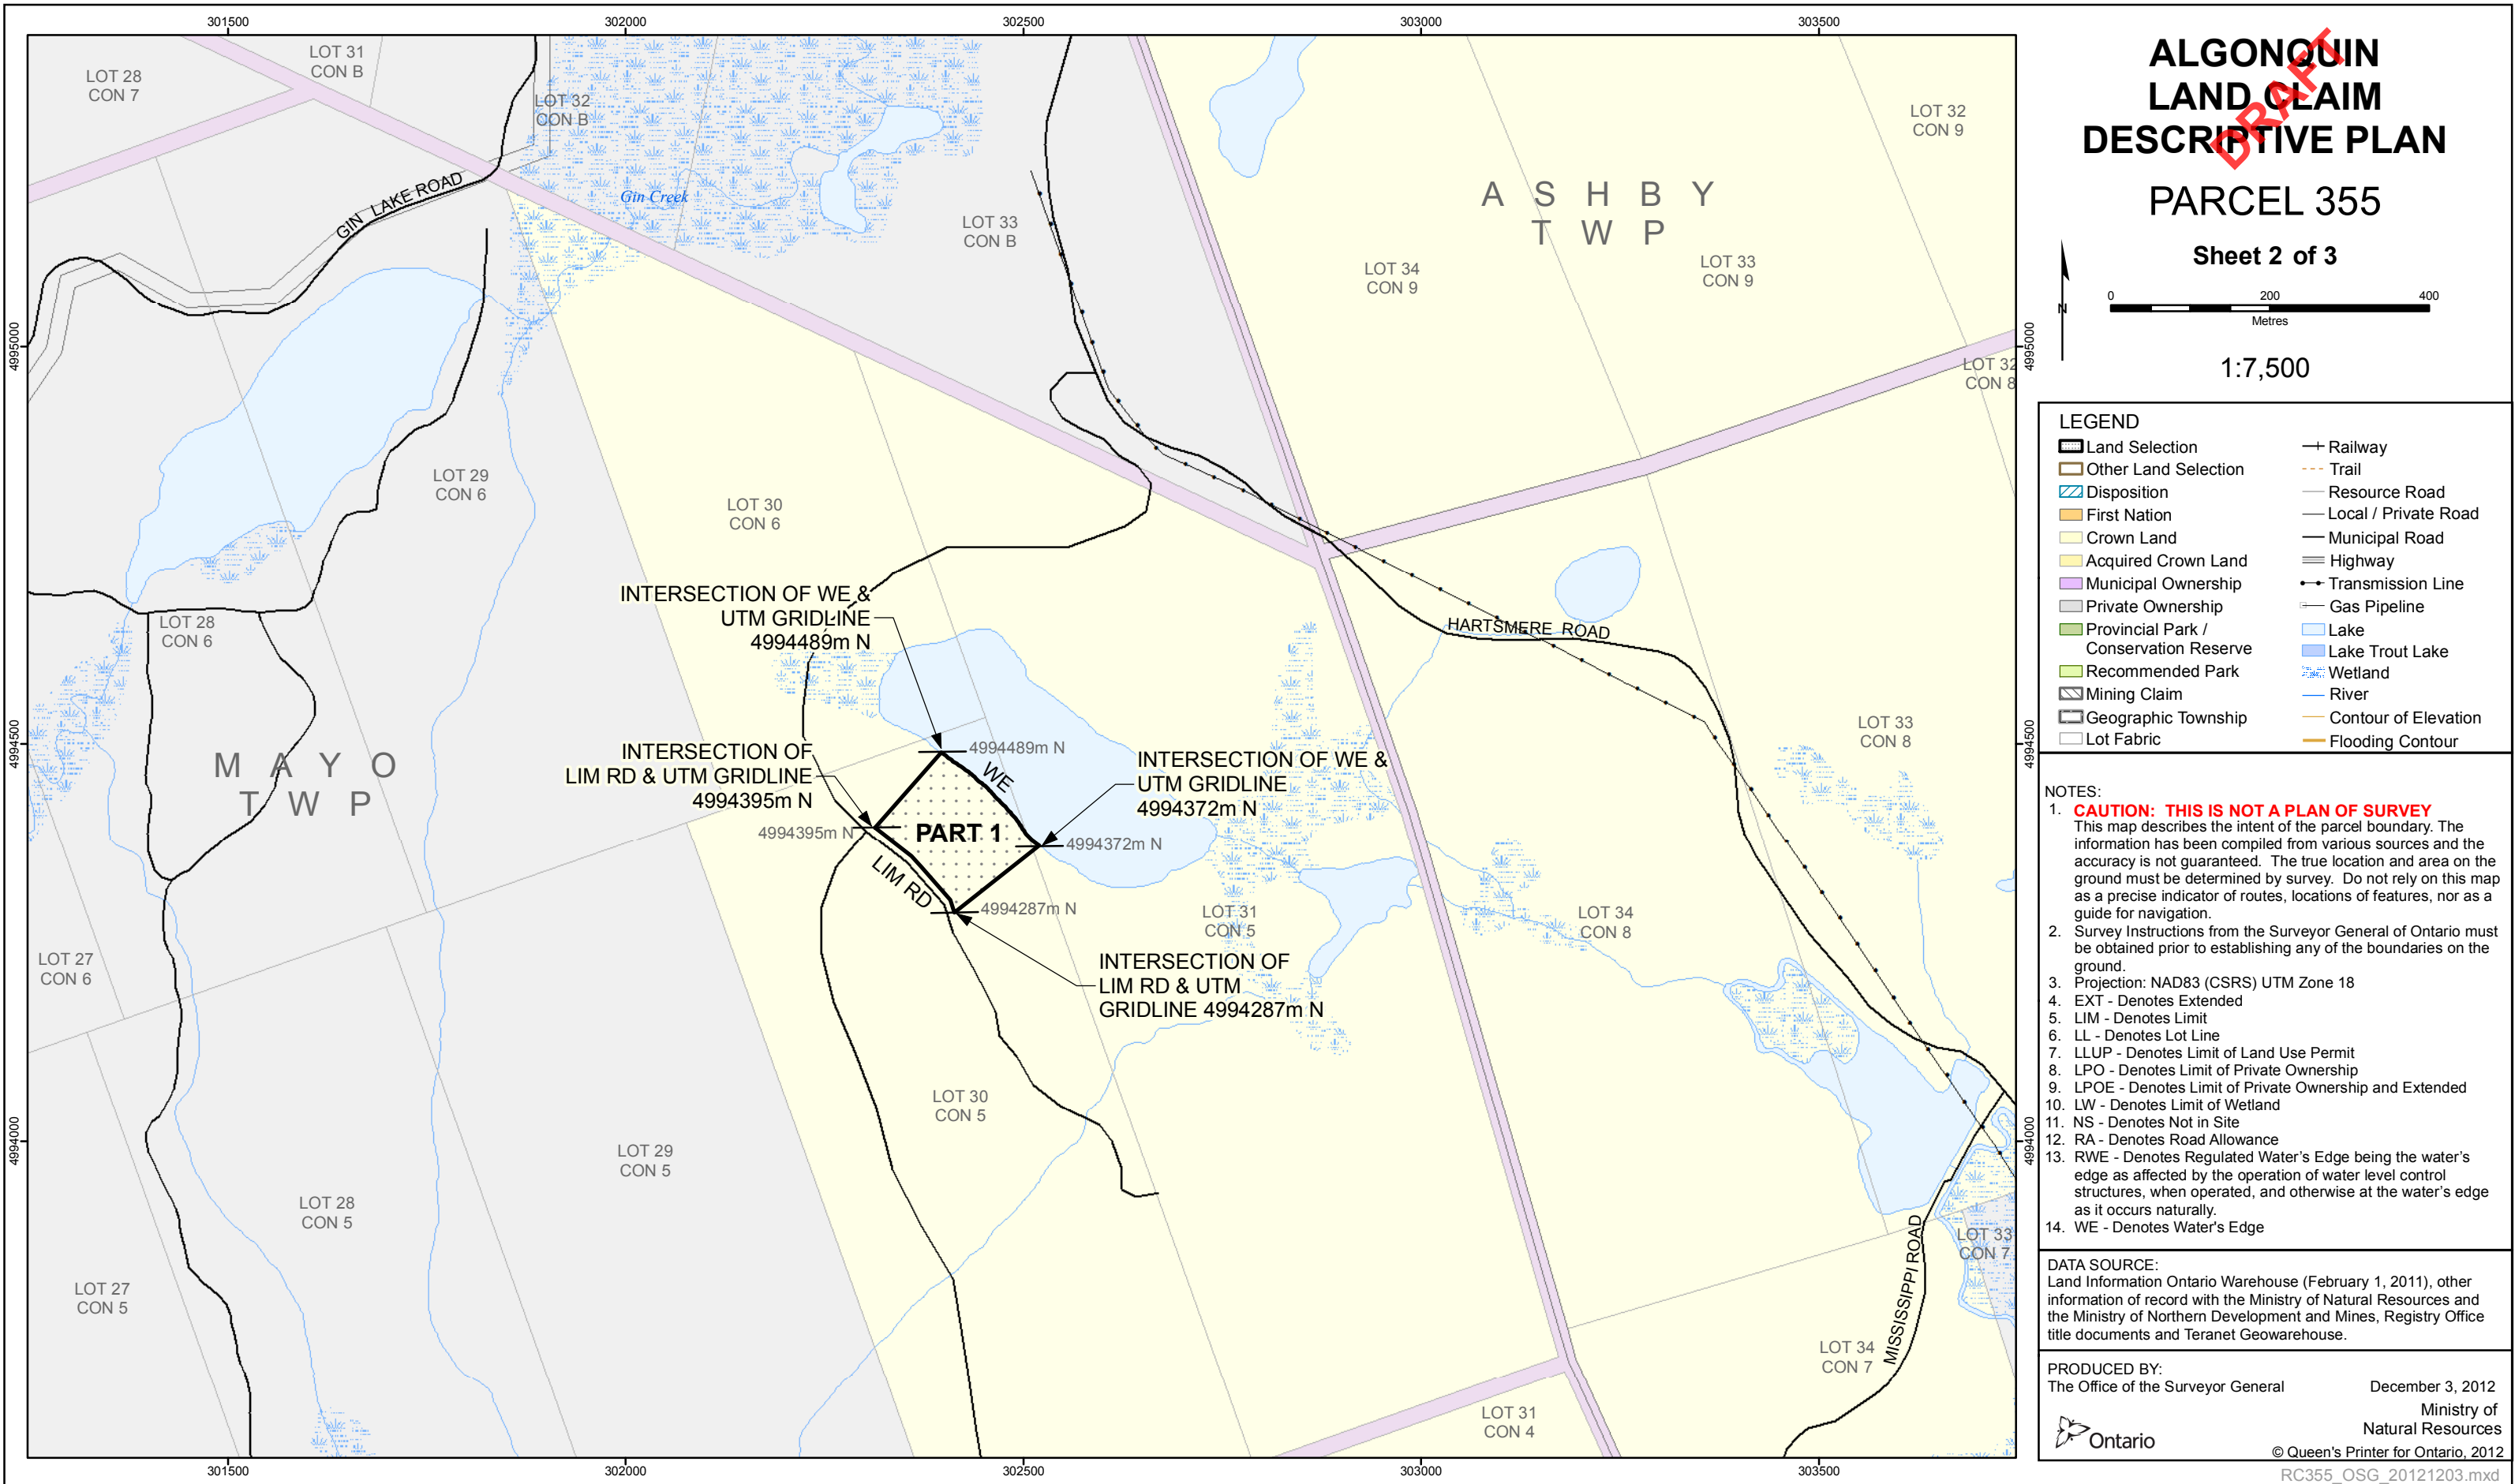 301500
302000
302500
303000
303500
LOT 28
CON 7
LOT 31
CON B
LOT 32
CON B
GIN LAKE ROAD
Gin Creek
LOT 33
CON B
A S H B Y
T W P
LOT 32
CON 9
LOT 34
CON 9
LOT 33
CON 9
4995000
4995000
LOT 32
CON 8
LOT 29
CON 6
LOT 30
CON 6
INTERSECTION OF WE &
UTM GRIDLINE
4994489m N
LOT 28
CON 6
HARTSMERE ROAD
4994500
4994500
M A Y O
T W P
INTERSECTION OF
LIM RD & UTM GRIDLINE
4994395m N
4994489m N
WE
INTERSECTION OF WE &
UTM GRIDLINE
4994372m N
LOT 33
CON 8
4994395m N
PART 1
4994372m N
LIM RD
4994287m N
LOT 31
CON 5
LOT 34
CON 8
LOT 27
CON 6
INTERSECTION OF
LIM RD & UTM
GRIDLINE 4994287m N
LOT 30
CON 5
4994000
4994000
LOT 29
CON 5
LOT 28
CON 5
LOT 27
CON 5
LOT 33
CON 7
MISSISSIPPI ROAD
LOT 34
CON 7
LOT 31
CON 4
301500
302000
302500
303000
303500
ALGONQUIN
LAND CLAIM
DESCRIPTIVE PLAN
DRAFT
PARCEL 355
Sheet 2 of 3
N
0 200 400
Metres
1:7,500
LEGEND
Land Selection
Other Land Selection
Disposition
First Nation
Crown Land
Acquired Crown Land
Municipal Ownership
Private Ownership
Provincial Park /
Conservation Reserve
Recommended Park
Mining Claim
Geographic Township
Lot Fabric
Railway
Trail
Resource Road
Local / Private Road
Municipal Road
Highway
Transmission Line
Gas Pipeline
Lake
Lake Trout Lake
Wetland
River
Contour of Elevation
Flooding Contour
NOTES:
1. CAUTION: THIS IS NOT A PLAN OF SURVEY
This map describes the intent of the parcel boundary. The
information has been compiled from various sources and the
accuracy is not guaranteed. The true location and area on the
ground must be determined by survey. Do not rely on this map
as a precise indicator of routes, locations of features, nor as a
guide for navigation.
2. Survey Instructions from the Surveyor General of Ontario must
be obtained prior to establishing any of the boundaries on the
ground.
3. Projection: NAD83 (CSRS) UTM Zone 18
4. EXT - Denotes Extended
5. LIM - Denotes Limit
6. LL - Denotes Lot Line
7. LLUP - Denotes Limit of Land Use Permit
8. LPO - Denotes Limit of Private Ownership
9. LPOE - Denotes Limit of Private Ownership and Extended
10. LW - Denotes Limit of Wetland
11. NS - Denotes Not in Site
12. RA - Denotes Road Allowance
13. RWE - Denotes Regulated Water's Edge being the water's
edge as affected by the operation of water level control
structures, when operated, and otherwise at the water's edge
as it occurs naturally.
14. WE - Denotes Water's Edge
DATA SOURCE:
Land Information Ontario Warehouse (February 1, 2011), other
information of record with the Ministry of Natural Resources and
the Ministry of Northern Development and Mines, Registry Office
title documents and Teranet Geowarehouse.
PRODUCED BY:
The Office of the Surveyor General December 3, 2012
Ministry of
Natural Resources
Ontario
© Queen's Printer for Ontario, 2012
RC355_OSG_20121203.mxd